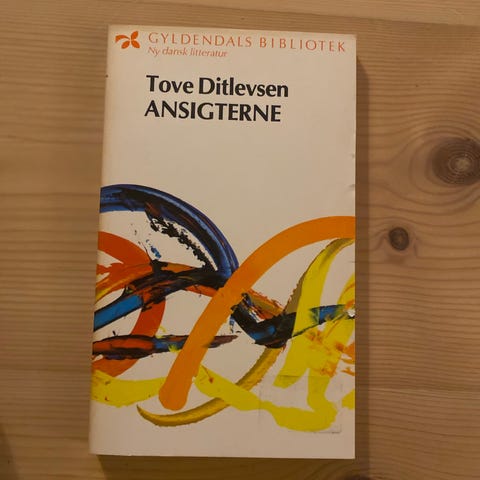 GYLDENDALS BIBLIOTEK
Ny dansk litteratur
Tove Ditlevsen
ANSIGTERNE